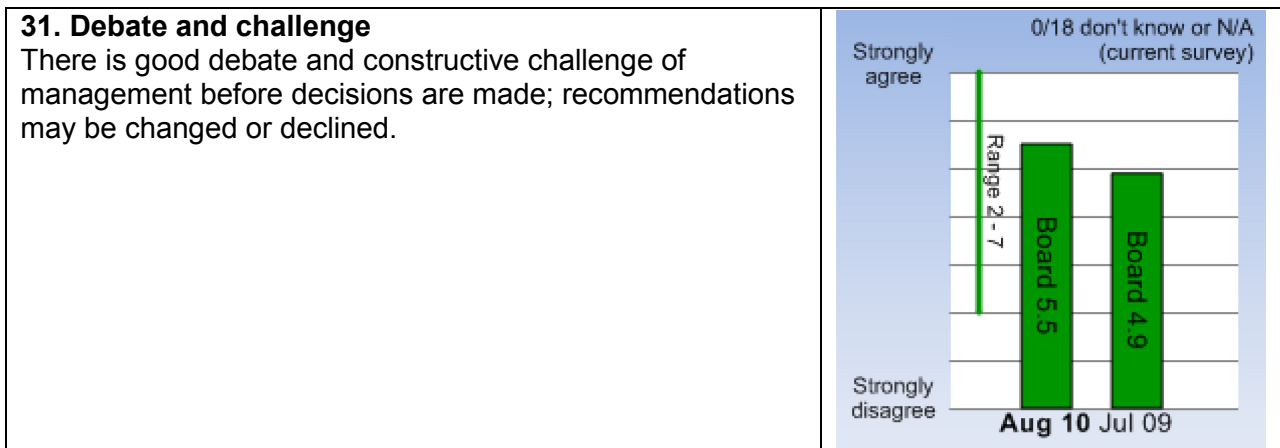 31. Debate and challenge
There is good debate and constructive challenge of
management before decisions are made; recommendations
may be changed or declined.
0/18 don't know or N/A
(current survey)
Strongly
agree
Range 2 - 7
Board 5.5
Board 4.9
Strongly
disagree
Aug 10 Jul 09